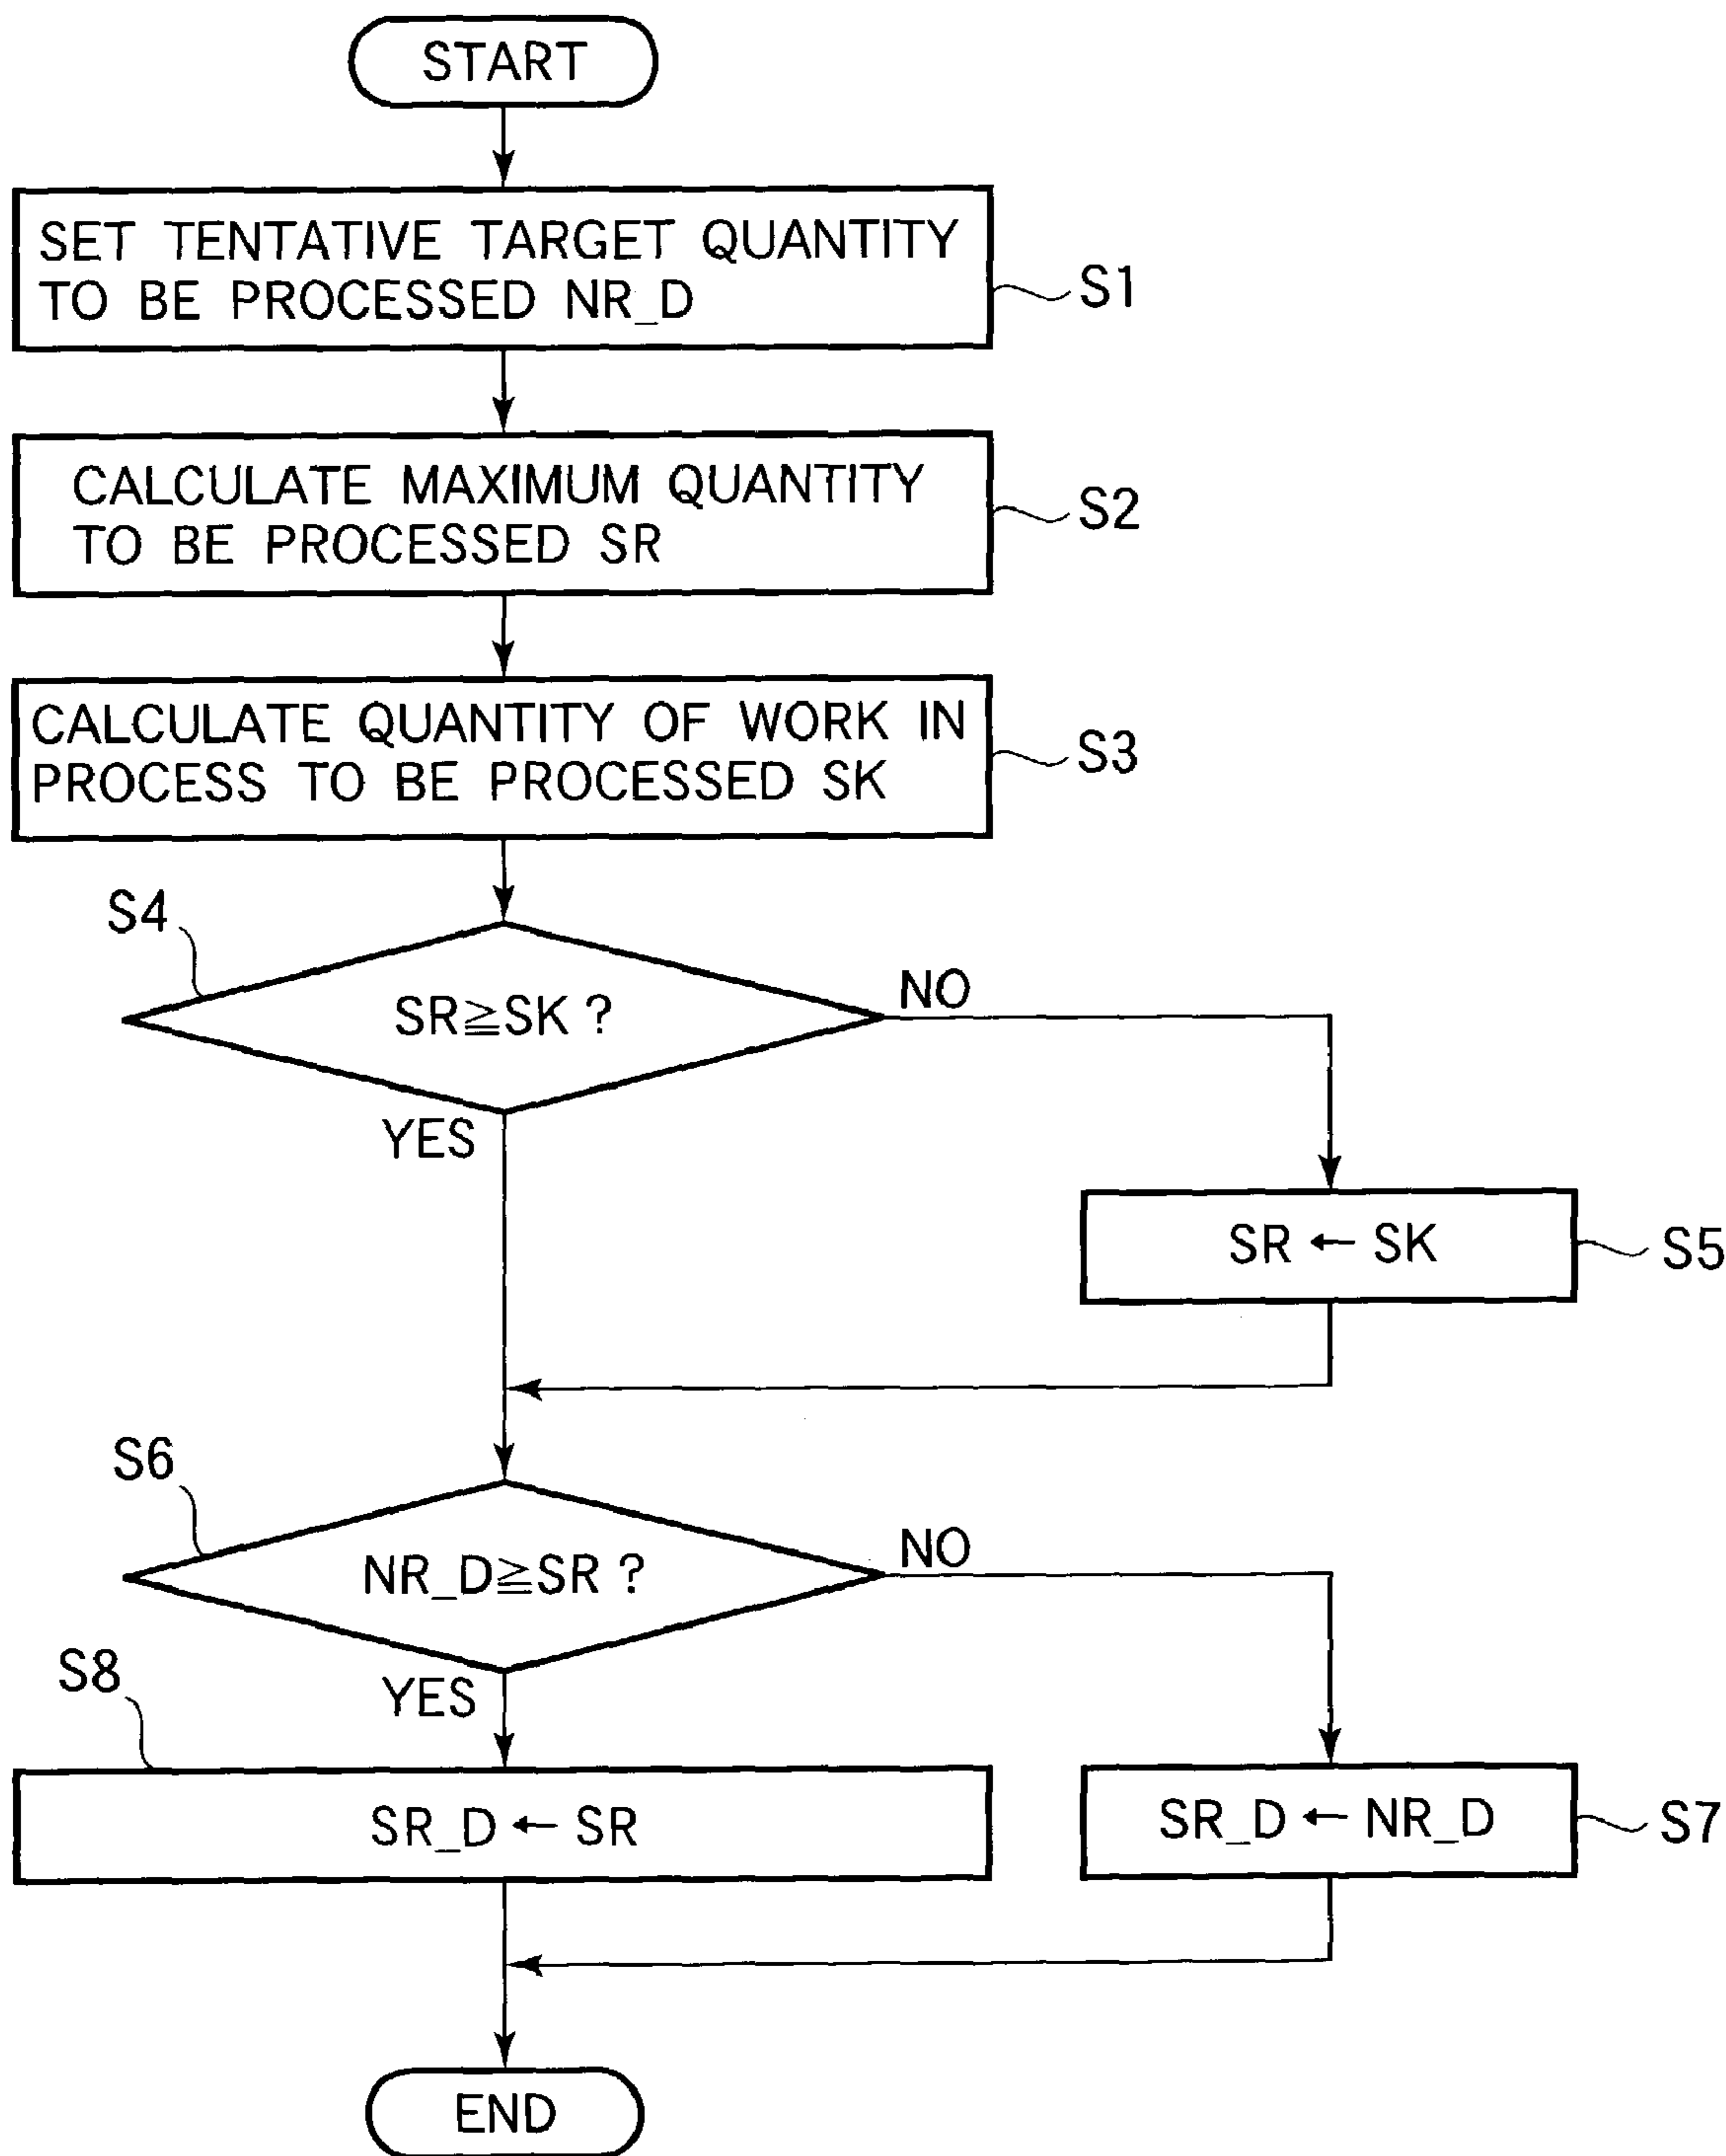 START
SET TENTATIVE TARGET QUANTITY
TO BE PROCESSED NR_D
S1
CALCULATE MAXIMUM QUANTITY
TO BE PROCESSED SR
S2
CALCULATE QUANTITY OF WORK IN
PROCESS TO BE PROCESSED SK
S3
S4
SR≧SK ?
NO
YES
SR ← SK
S5
S6
NR_D≧SR ?
NO
YES
S8
SR_D ← SR
SR_D ← NR_D
S7
END